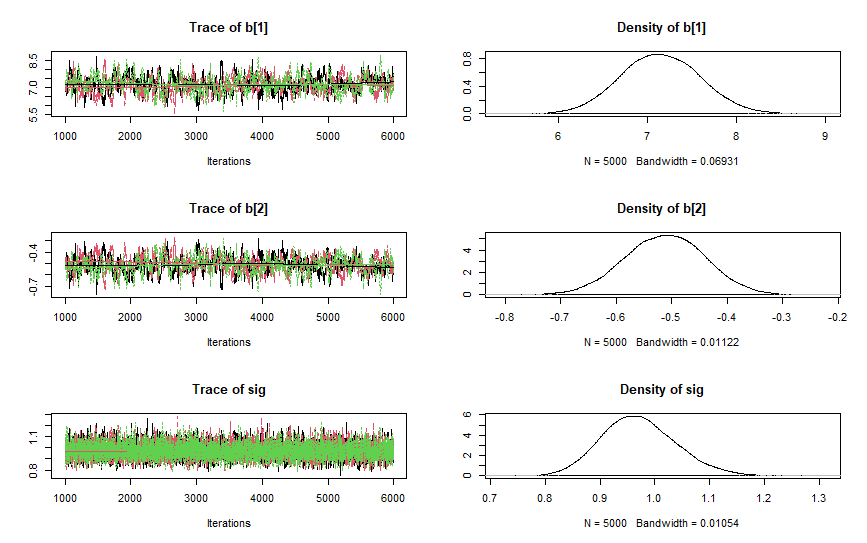 Trace of b[1]
8.5
7.0
5.5
1000 2000 3000 4000 5000 6000
Iterations
Density of b[1]
0.8
0.4
0.0
6 7 8 9
N = 5000 Bandwidth = 0.06931
Trace of b[2]
-0.4
-0.7
1000 2000 3000 4000 5000 6000
Iterations
Density of b[2]
4
2
0
-0.8 -0.7 -0.6 -0.5 -0.4 -0.3 -0.2
N = 5000 Bandwidth = 0.01122
Trace of sig
1.1
0.8
1000 2000 3000 4000 5000 6000
Iterations
Density of sig
6
4
2
0
0.7 0.8 0.9 1.0 1.1 1.2 1.3
N = 5000 Bandwidth = 0.01054